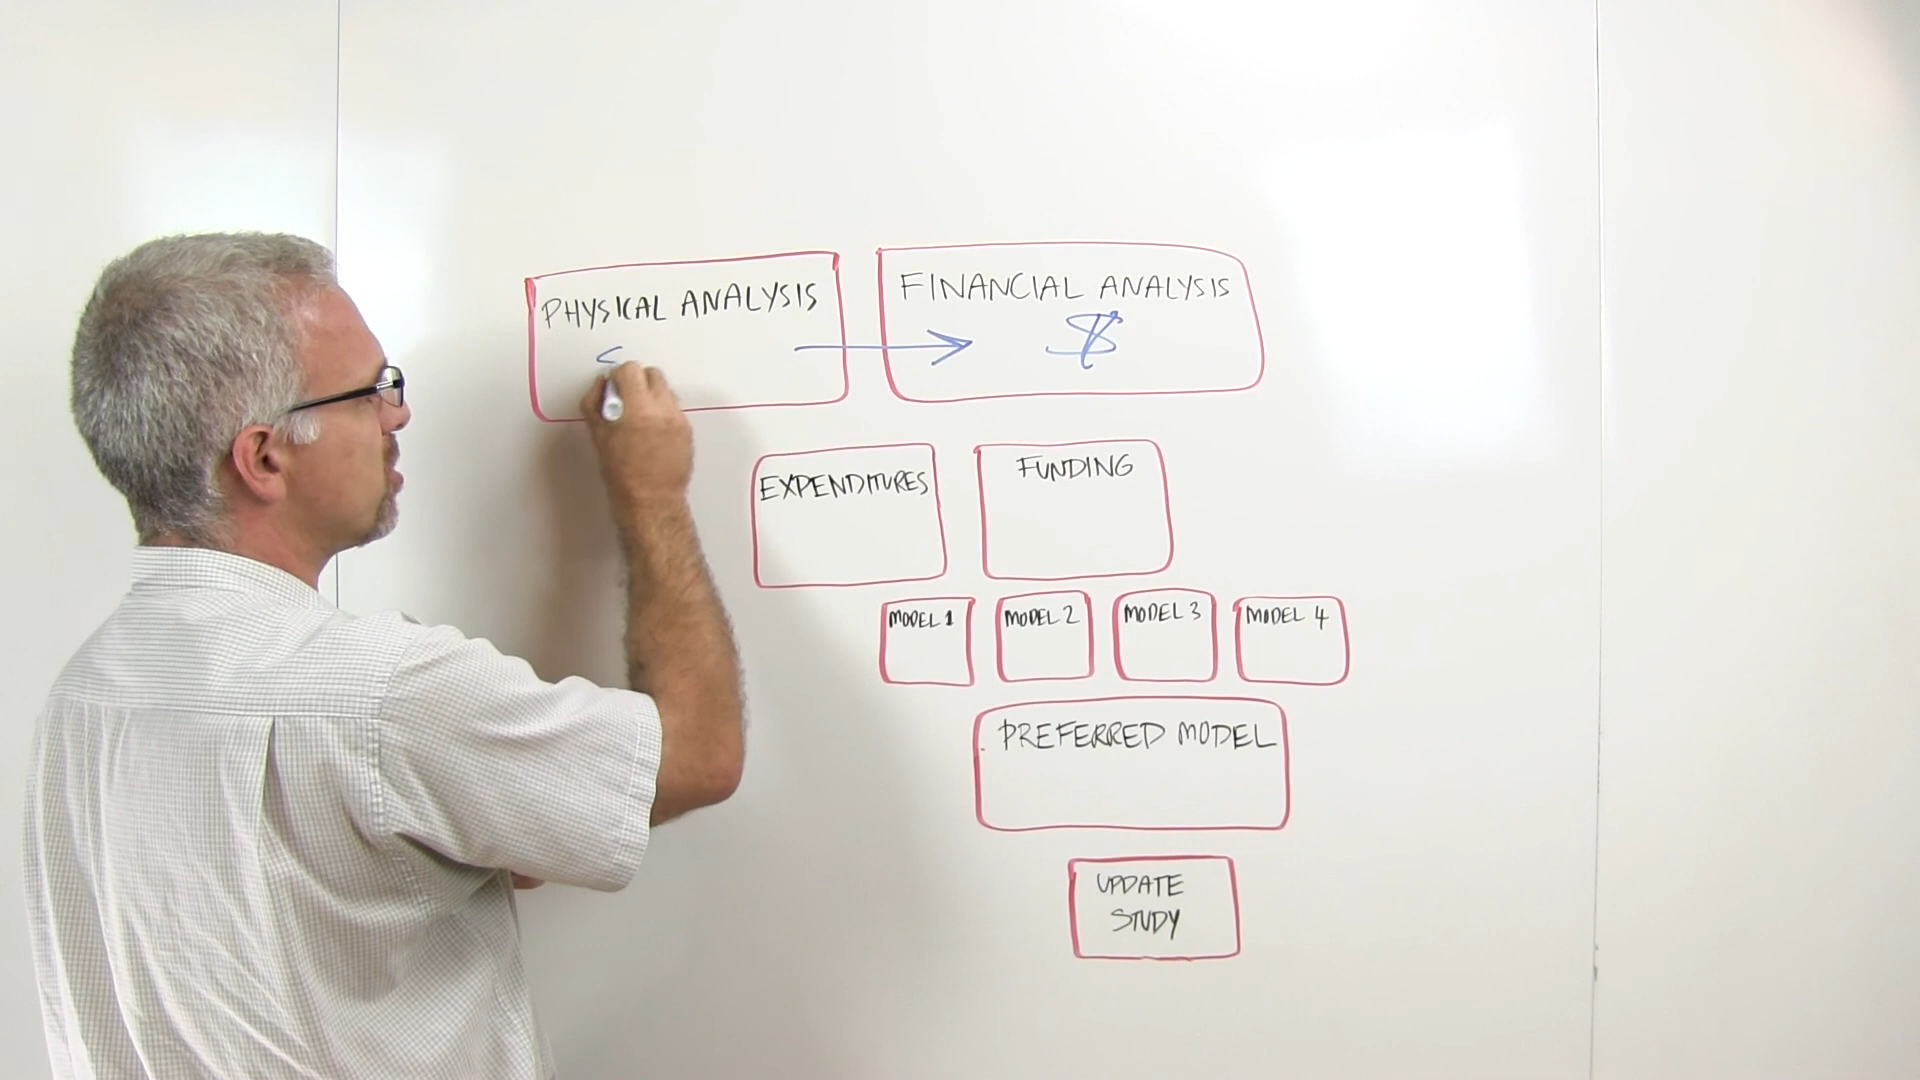 PHYSICAL ANALYSIS
FINANCIAL ANALYSIS
$
EXPENDITURES
FUNDING
MODEL 1
MODEL 2
MODEL 3
MODEL 4
PREFERRED MODEL
UPDATE
STUDY